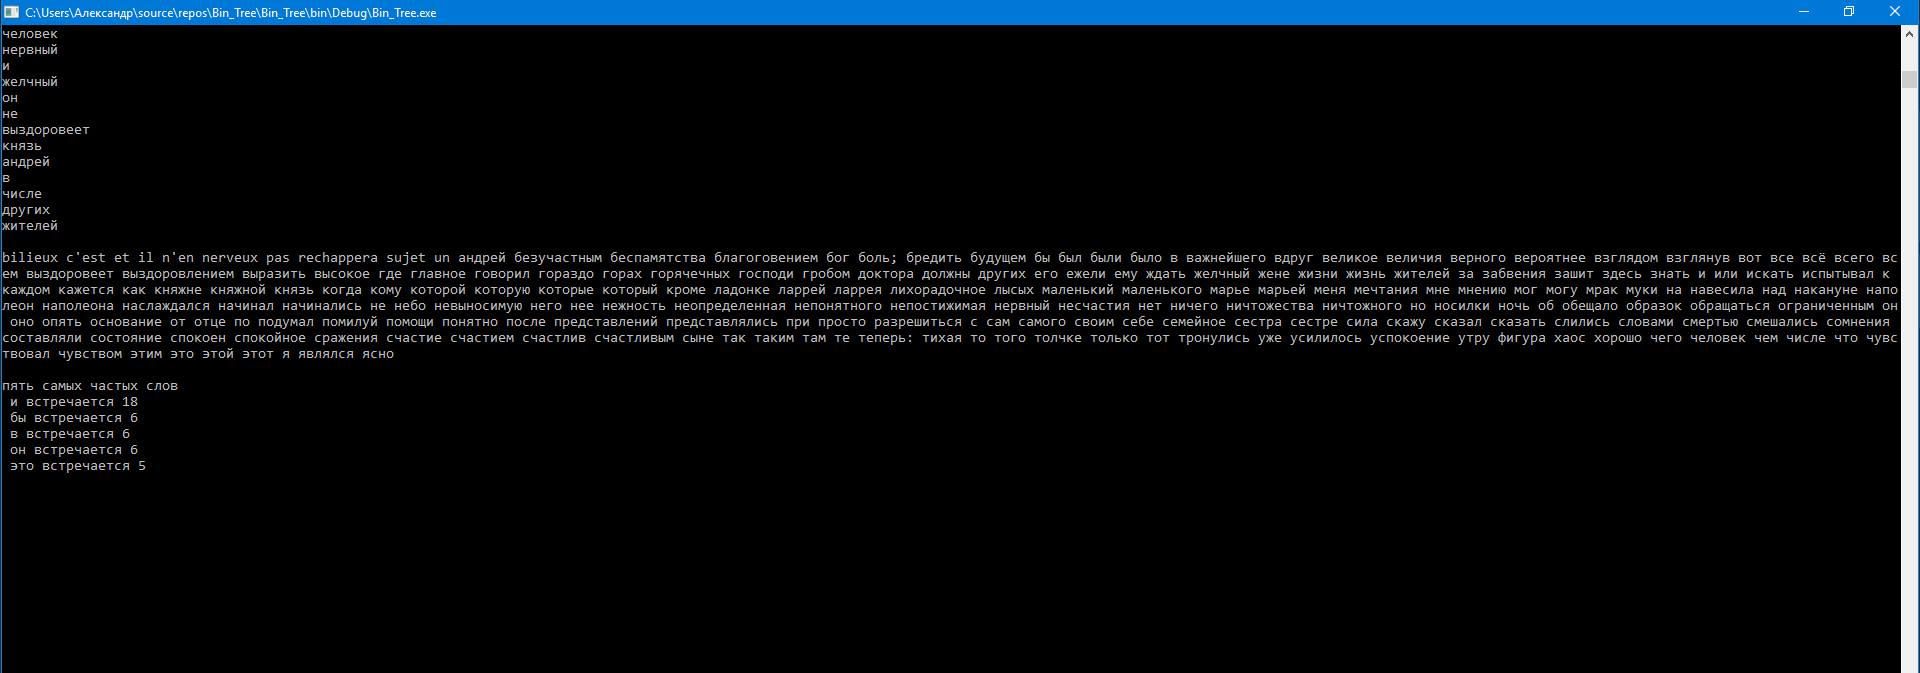 C:\Users\Александр\source\repos\Bin_Tree\Bin_Tree\bin\Debug\Bin_Tree.exe
человек
нервный
и
желчный
он
не
выздоровеет
князь
андрей
в
числе
других
жителей
bilieux c'est et il n'en nerveux pas rechappera sujet un андрей безучастным беспамятства благоговением бог боль; бредить будущем бы был были было в важнейшего вдруг великое величия верного вероятнее взглядом взглянув вот все всё всего вс
ем выздоровеет выздоровлением выразить высокое где главное говорил гораздо горах горячечных господи гробом доктора должны других его ежели ему ждать желчный жене жизни жизнь жителей за забвения зашит здесь знать и или искать испытывал к
каждом кажется как княжне княжной князь когда кому которой которую которые который кроме ладонке ларрей ларрея лихорадочное лысых маленький маленького марье марьей меня мечтания мне мнению мог могу мрак муки на навесила над накануне напо
леон наполеона наслаждался начинал начинались не небо невыносимую него нее нежность неопределенная непонятного непостижимая нервный несчастия нет ничего ничтожества ничтожного но носилки ночь об обещало образок обращаться ограниченным он
оно опять основание от отце по подумал помилуй помощи понятно после представлений представлялись при просто разрешиться с сам самого своим себе семейное сестра сестре сила скажу сказал сказать слились словами смертью смешались сомнения
составляли состояние спокоен спокойное сражения счастие счастием счастлив счастливым сыне так таким там те теперь: тихая то того толчке только тот тронулись уже усилилось успокоение утру фигура хаос хорошо чего человек чем числе что чувс
твовал чувством этим это этой этот я являлся ясно
пять самых частых слов
и встречается 18
бы встречается 6
в встречается 6
он встречается 6
это встречается 5